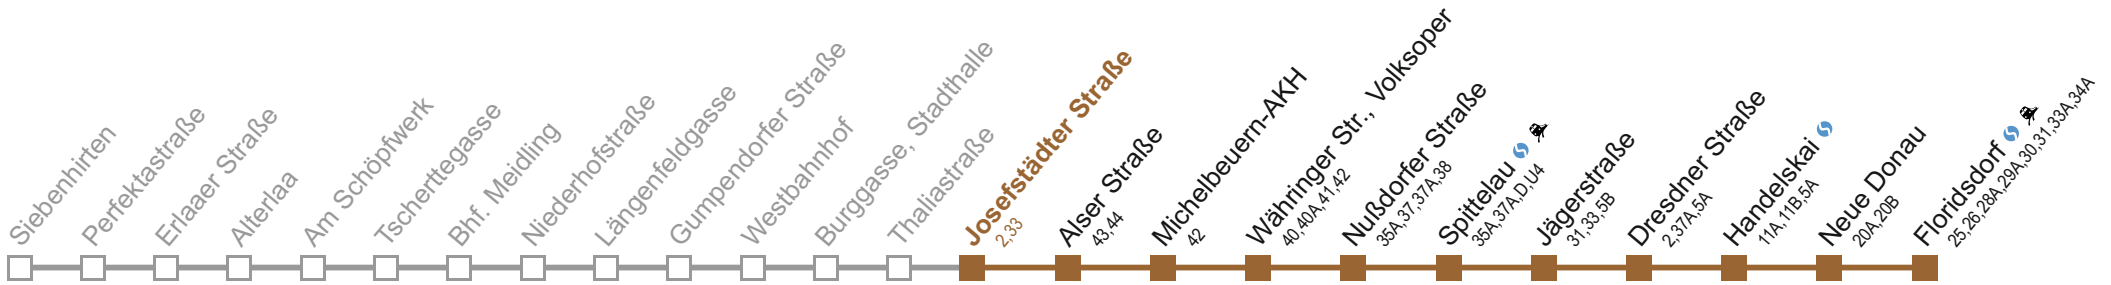 Siebenhirten
Perfektastraße
Erlaaer Straße
Alterlaa
Am Schöpfwerk
Tscherttegasse
Bhf. Meidling
Niederhofstraße
Längenfeldgasse
Gumpendorfer Straße
Westbahnhof
Burggasse, Stadthalle
Thaliastraße
Josefstädter Straße
2,33
Alser Straße
43,44
Michelbeuern-AKH
42
Währinger Str., Volksoper
40,40A,41,42
Nußdorfer Straße
35A,37,37A,38
Spittelau
35A,37A,D,U4
Jägerstraße
31,33,5B
Dresdner Straße
2,37A,5A
Handelskai
11A,11B,5A
Neue Donau
20A,20B
Floridsdorf
25,26,28A,29A,30,31,33A,34A